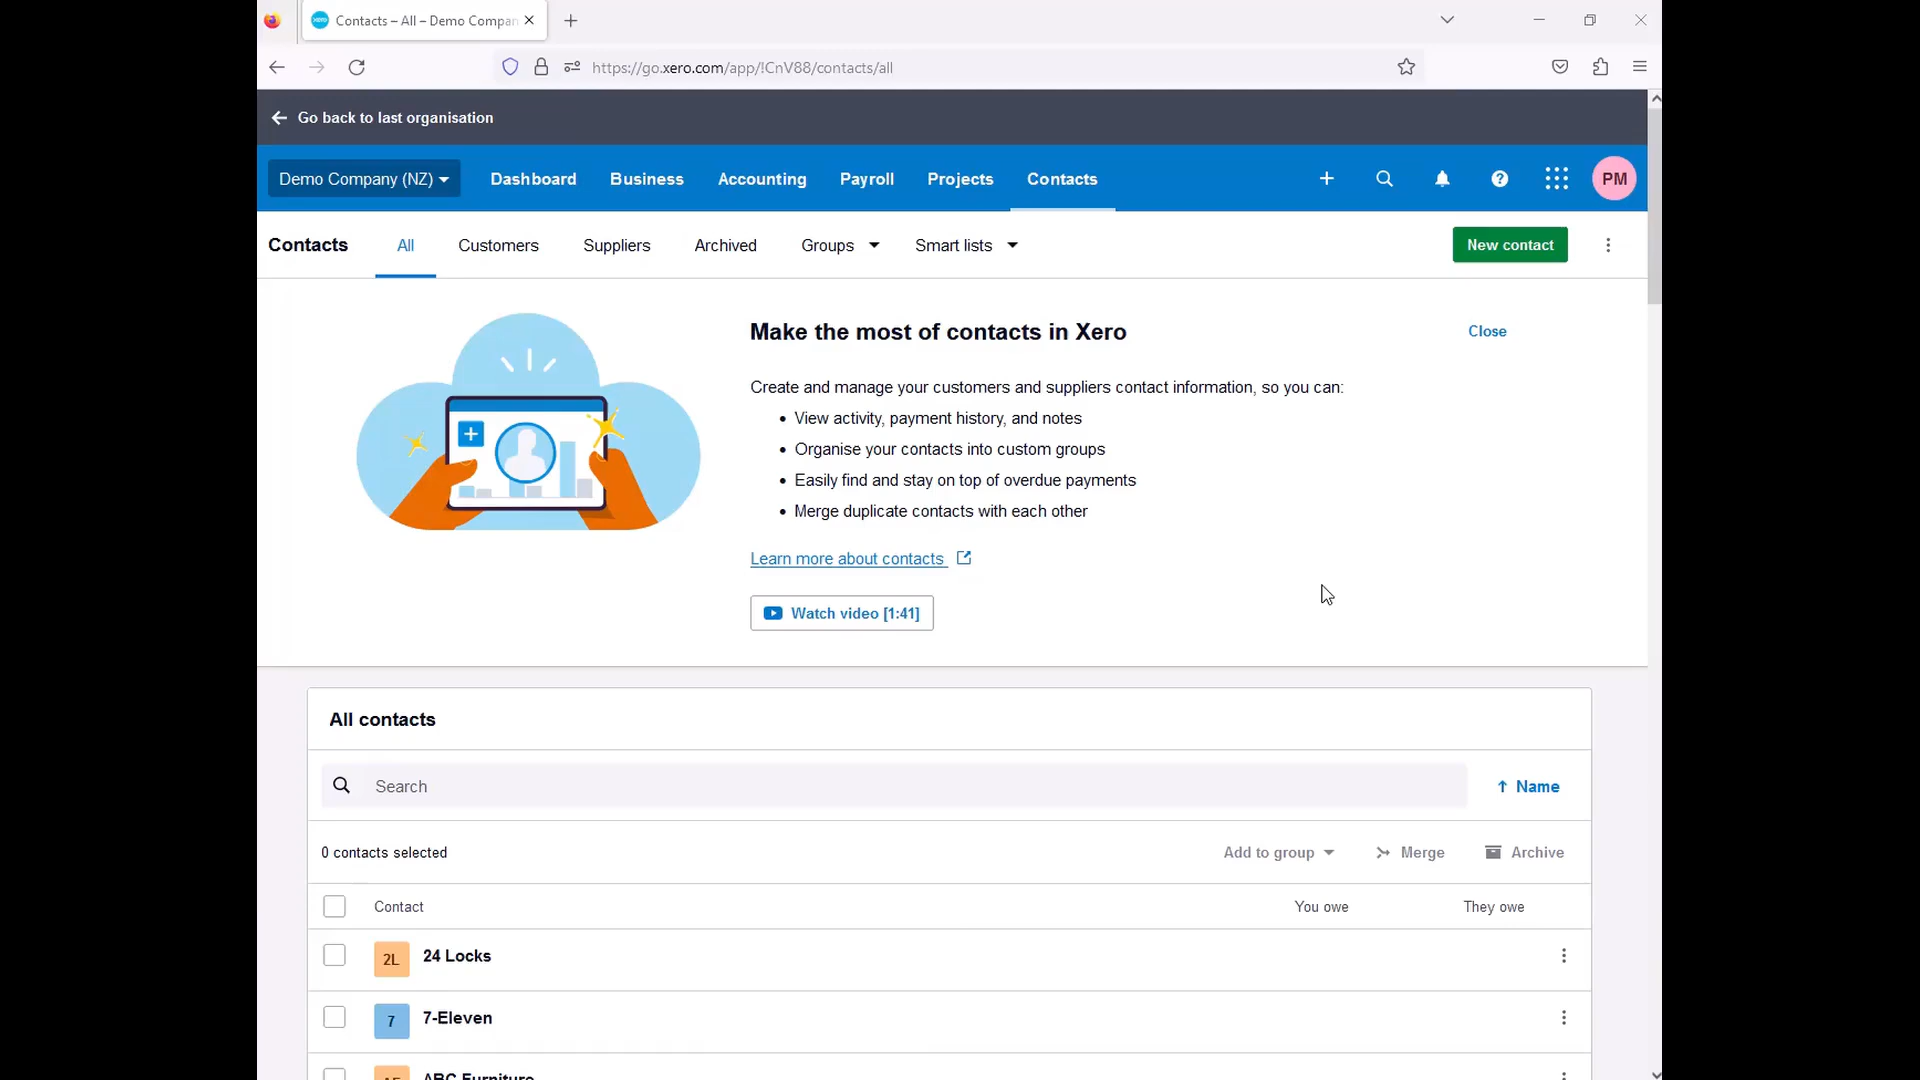 Contacts – All – Demo Compan
https://go.xero.com/app/!CnV88/contacts/all
Go back to last organisation
Demo Company (NZ) Dashboard Business Accounting Payroll Projects Contacts PM
Contacts All Customers Suppliers Archived Groups Smart lists New contact
Make the most of contacts in Xero Close
Create and manage your customers and suppliers contact information, so you can:
• View activity, payment history, and notes
• Organise your contacts into custom groups
• Easily find and stay on top of overdue payments
• Merge duplicate contacts with each other
Learn more about contacts
Watch video [1:41]
All contacts
Search Name
0 contacts selected Add to group Merge Archive
Contact You owe They owe
2L 24 Locks
7 7-Eleven
ABC Furniture